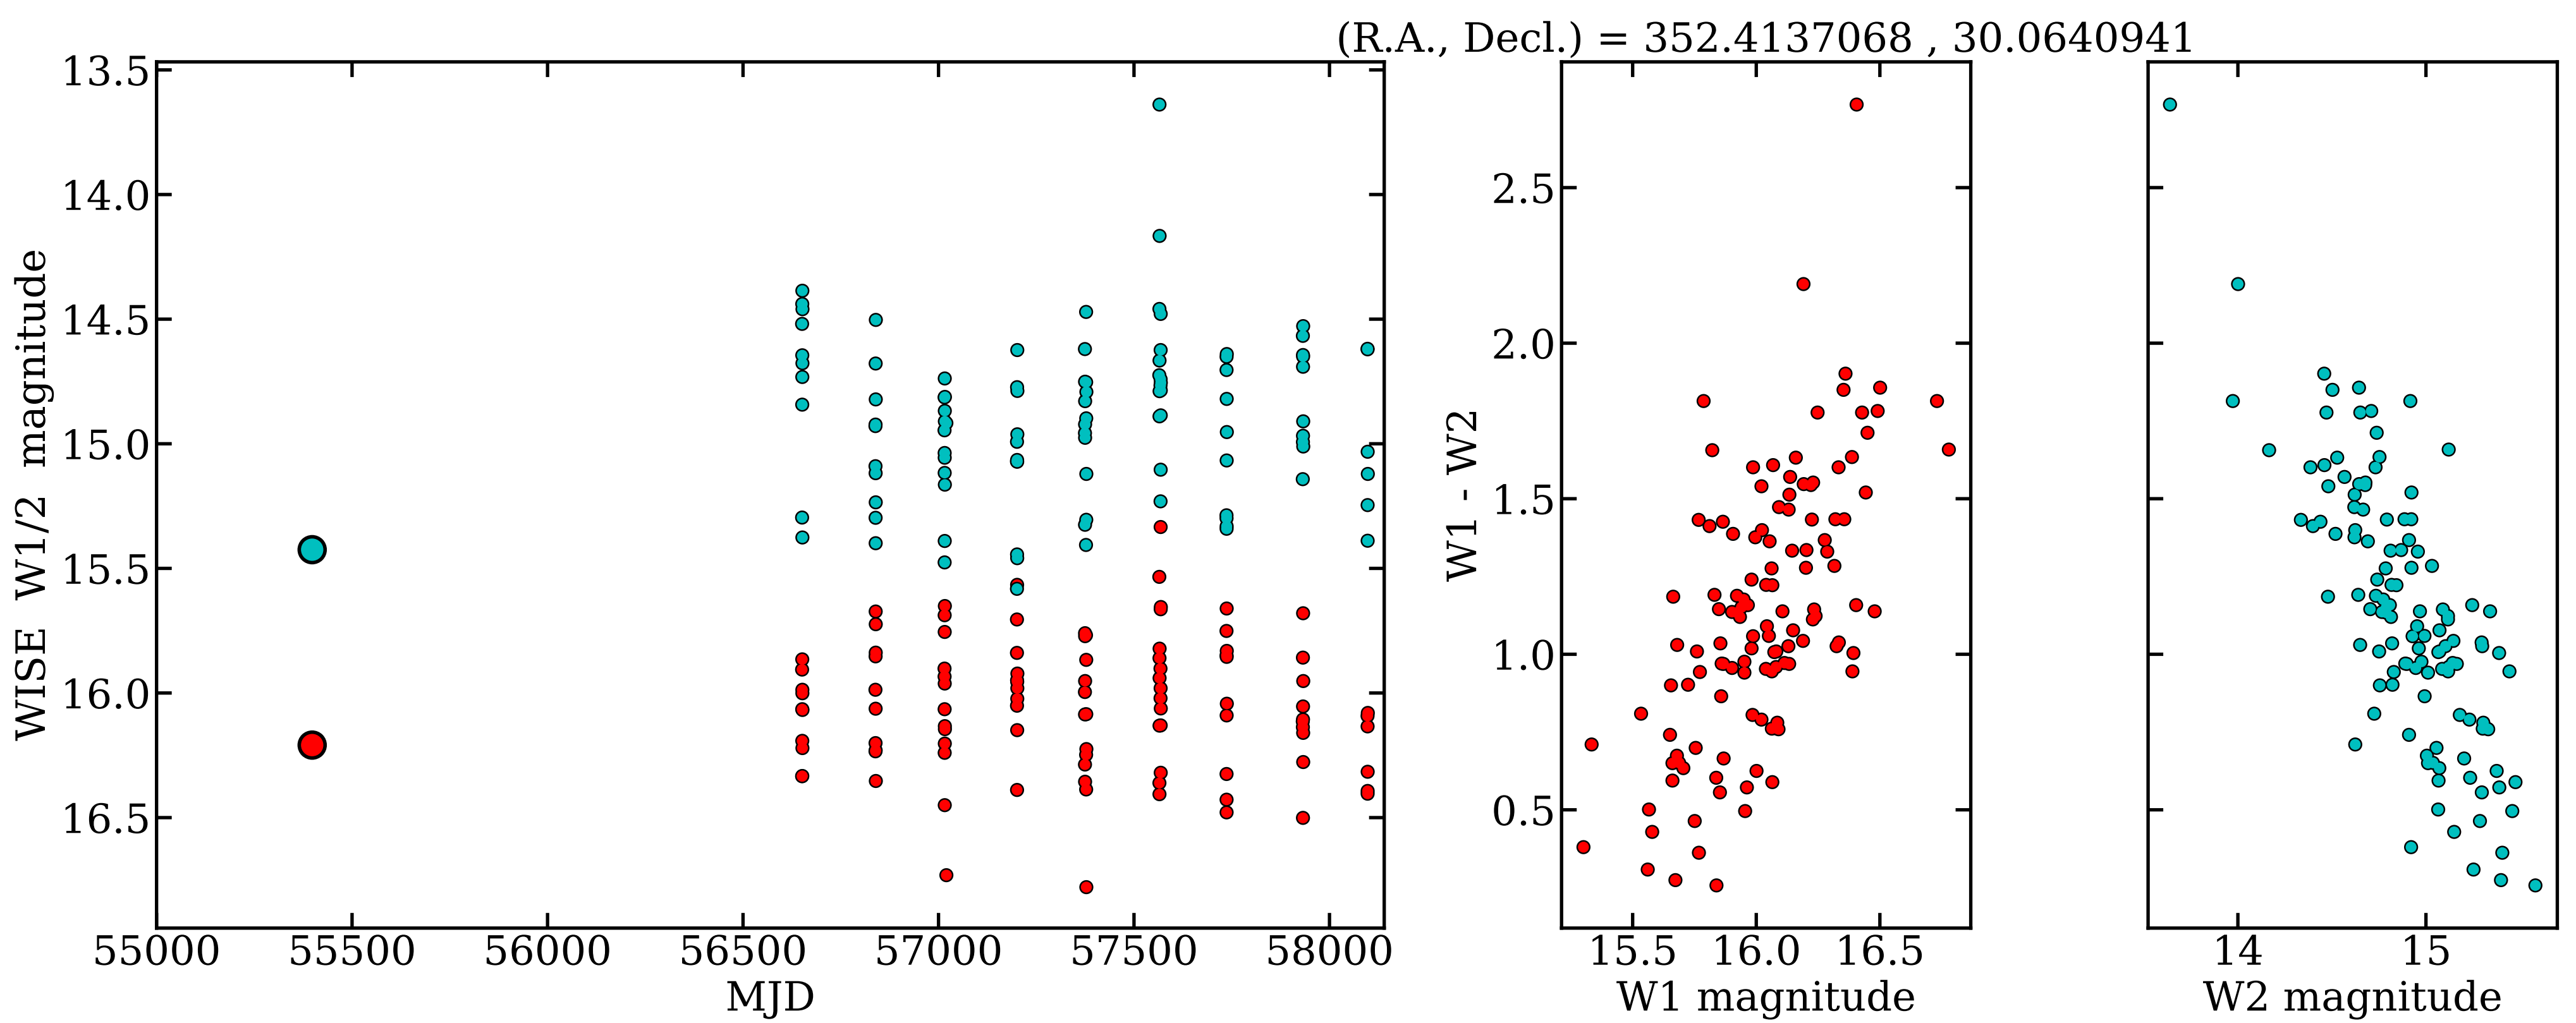 (R.A., Decl.) = 352.4137068 , 30.0640941
WISE W1/2 magnitude
13.5
14.0
14.5
15.0
15.5
16.0
16.5
55000 55500 56000 56500 57000 57500 58000
MJD
W1 - W2
2.5
2.0
1.5
1.0
0.5
15.5 16.0 16.5
W1 magnitude
14 15
W2 magnitude